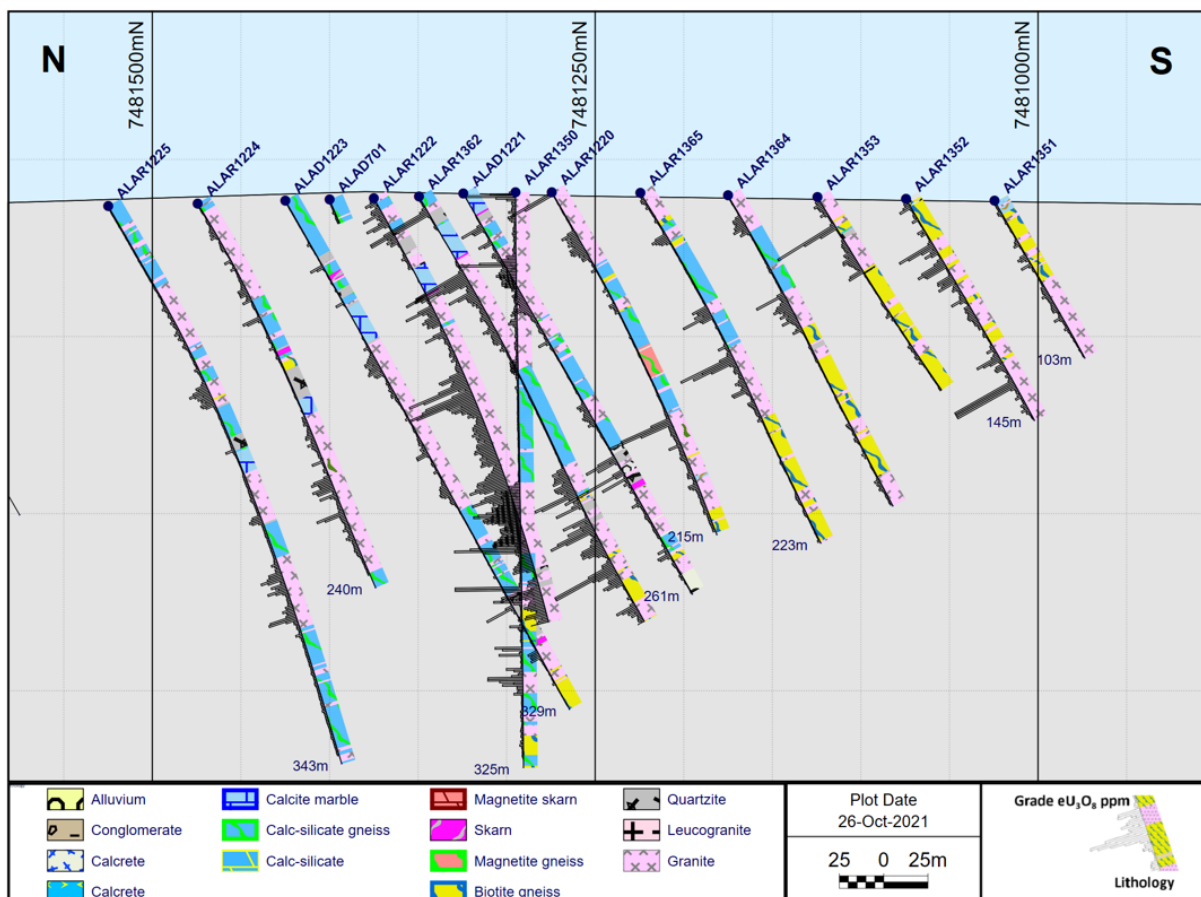 N
S
7481500mN
7481250mN
7481000mN
ALAR1225
ALAR1224
ALAD1223
ALAD701
ALAR1222
ALAR1362
ALAD1221
ALAR1350
ALAR1220
ALAR1365
ALAR1364
ALAR1353
ALAR1352
ALAR1351
103m
145m
215m
223m
240m
261m
329m
343m
325m
Alluvium
Conglomerate
Calcrete
Calcrete
Calcite marble
Calc-silicate gneiss
Calc-silicate
Magnetite skarn
Skarn
Magnetite gneiss
Biotite gneiss
Quartzite
Leucogranite
Granite
Plot Date
26-Oct-2021
25 0 25m
Grade eU₃O₈ ppm
Lithology